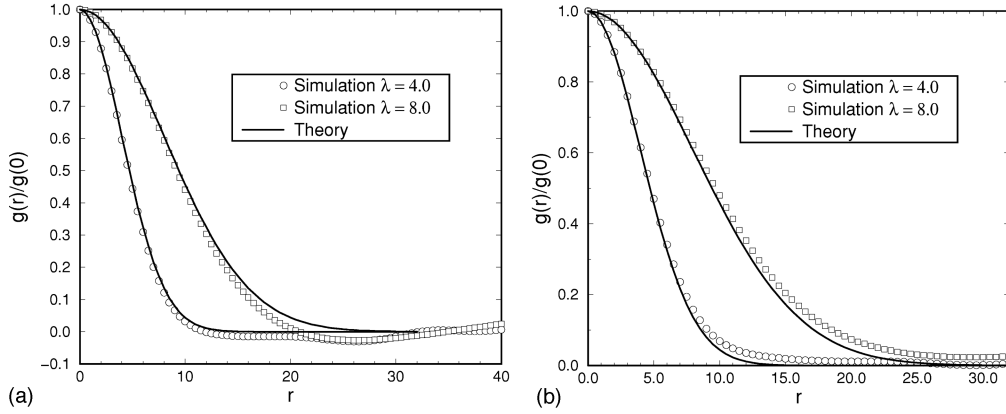 1.0
0.9
0.8
0.7
0.6
0.5
0.4
0.3
0.2
0.1
0.0
−0.1
g(r)/g(0)
Simulation λ = 4.0
Simulation λ = 8.0
Theory
0 10 20 30 40
r
(a)
1.0
0.8
0.6
0.4
0.2
0.0
g(r)/g(0)
Simulation λ = 4.0
Simulation λ = 8.0
Theory
0.0 5.0 10.0 15.0 20.0 25.0 30.0
r
(b)